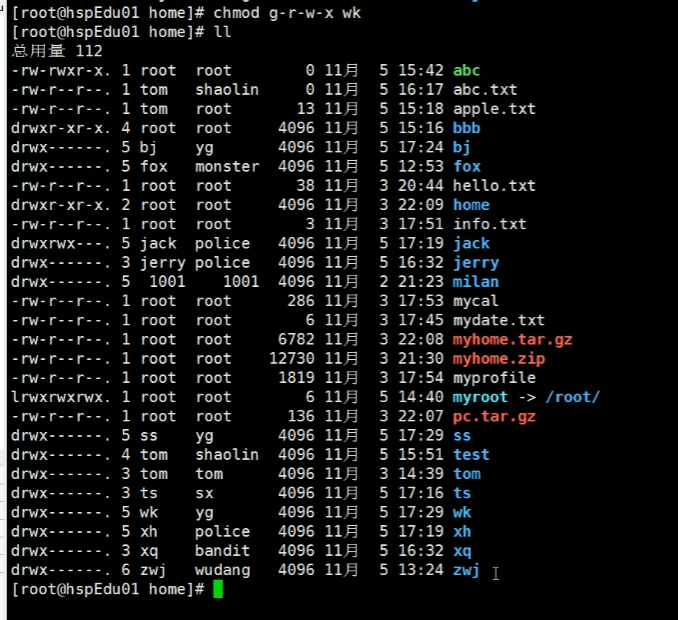 [root@hspEdu01 home]# chmod g-r-w-x wk
[root@hspEdu01 home]# ll
总用量 112
-rw-rwxr-x. 1 root  root        0 11月  5 15:42 abc
-rw-r--r--. 1 tom   shaolin     0 11月  5 16:17 abc.txt
-rw-r--r--. 1 tom   root       13 11月  5 15:18 apple.txt
drwxr-xr-x. 4 root  root     4096 11月  5 15:16 bbb
drwx------. 5 bj    yg       4096 11月  5 17:24 bj
drwx------. 5 fox   monster  4096 11月  5 12:53 fox
-rw-r--r--. 1 root  root       38 11月  3 20:44 hello.txt
drwxr-xr-x. 2 root  root     4096 11月  3 22:09 home
-rw-r--r--. 1 root  root        3 11月  3 17:51 info.txt
drwxrwx---. 5 jack  police   4096 11月  5 17:19 jack
drwx------. 3 jerry police   4096 11月  5 16:32 jerry
drwx------. 5  1001    1001  4096 11月  2 21:23 milan
-rw-r--r--. 1 root  root      286 11月  3 17:53 mycal
-rw-r--r--. 1 root  root        6 11月  3 17:45 mydate.txt
-rw-r--r--. 1 root  root     6782 11月  3 22:08 myhome.tar.gz
-rw-r--r--. 1 root  root    12730 11月  3 21:30 myhome.zip
-rw-r--r--. 1 root  root     1819 11月  3 17:54 myprofile
lrwxrwxrwx. 1 root  root        6 11月  5 14:40 myroot -> /root/
-rw-r--r--. 1 root  root      136 11月  3 22:07 pc.tar.gz
drwx------. 5 ss    yg       4096 11月  5 17:29 ss
drwx------. 4 tom   shaolin  4096 11月  5 15:51 test
drwx------. 3 tom   tom      4096 11月  3 14:39 tom
drwx------. 3 ts    sx       4096 11月  5 17:16 ts
drwx------. 5 wk    yg       4096 11月  5 17:29 wk
drwx------. 5 xh    police   4096 11月  5 17:19 xh
drwx------. 3 xq    bandit   4096 11月  5 16:32 xq
drwx------. 6 zwj   wudang   4096 11月  5 13:24 zwj
[root@hspEdu01 home]#